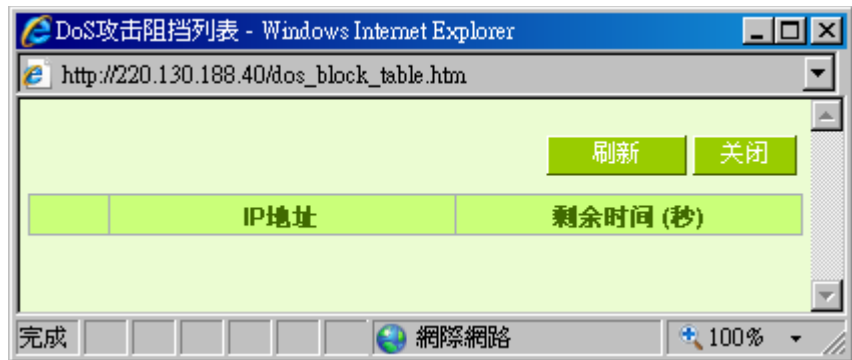 DoS攻击阻挡列表 - Windows Internet Explorer
http://220.130.188.40/dos_block_table.htm
刷新 关闭
IP地址 剩余时间 (秒)
完成 網際網路 100%